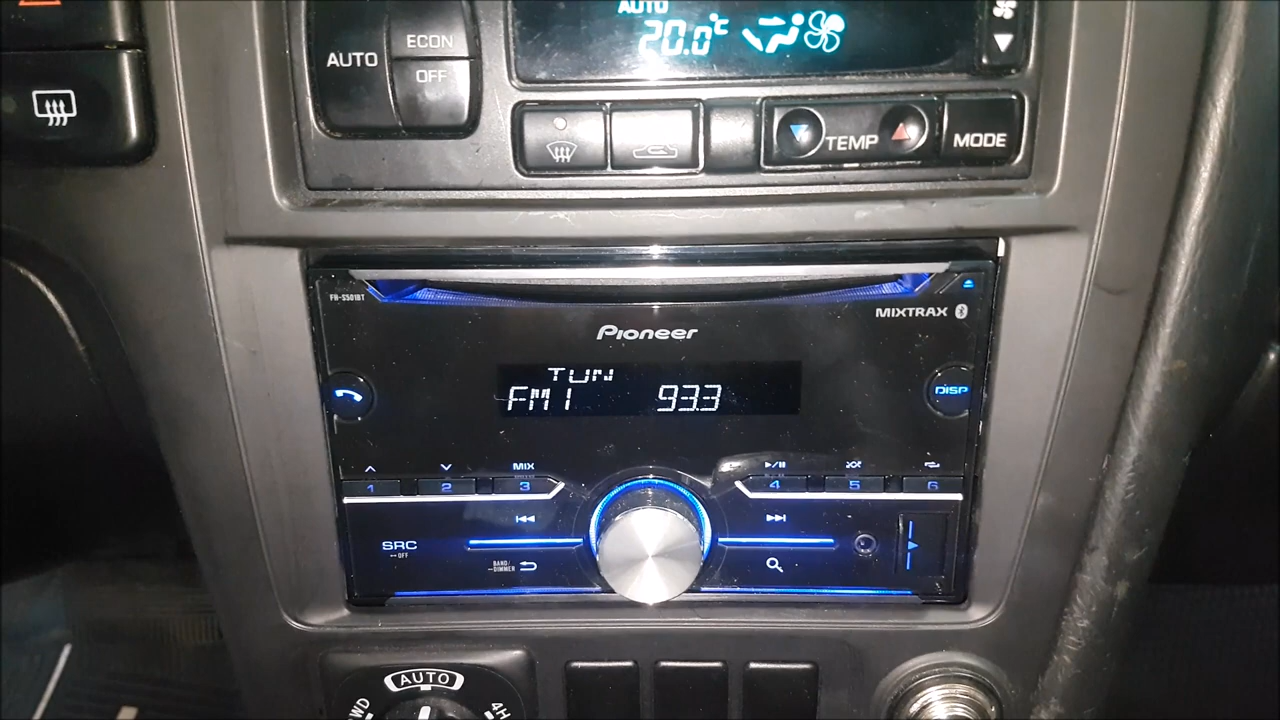 AUTO
20.0°c
ECON
AUTO
OFF
TEMP
MODE
FH-S501BT
MIXTRAX
Pioneer
TUN
FM1 93.3
DISP
MIX
1 2 3 4 5 6
SRC
OFF
BAND/
DIMMER
AUTO
4H